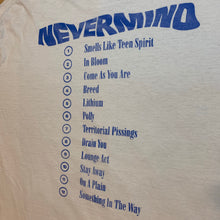 NEVERMIND
1 Smells Like Teen Spirit
2 In Bloom
3 Come As You Are
4 Breed
5 Lithium
6 Polly
7 Territorial Pissings
8 Drain You
9 Lounge Act
10 Stay Away
11 On A Plain
12 Something In The Way